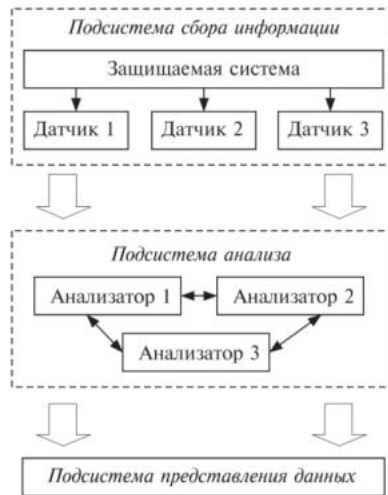 Подсистема сбора информации
Защищаемая система
Датчик 1 Датчик 2 Датчик 3
Подсистема анализа
Анализатор 1 Анализатор 2
Анализатор 3
Подсистема представления данных